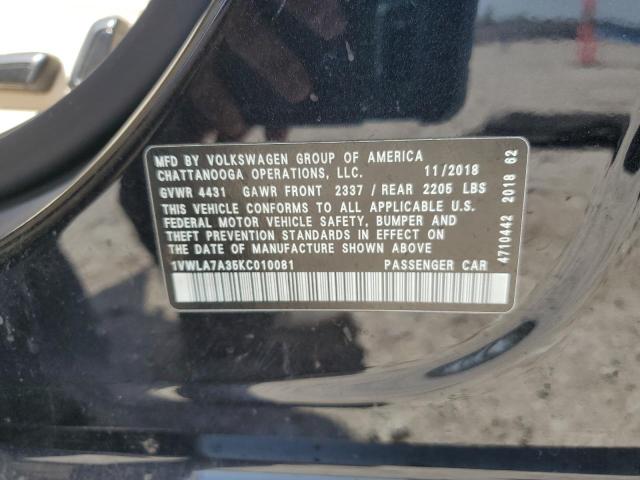 MFD BY VOLKSWAGEN GROUP OF AMERICA
CHATTANOOGA OPERATIONS, LLC. 11/2018
GVWR 4431 GAWR FRONT 2337 / REAR 2205 LBS
THIS VEHICLE CONFORMS TO ALL APPLICABLE U.S.
FEDERAL MOTOR VEHICLE SAFETY, BUMPER AND
THEFT PREVENTION STANDARDS IN EFFECT ON
THE DATE OF MANUFACTURE SHOWN ABOVE
1VWLA7A35KC010081 PASSENGER CAR
4710442 2018 62